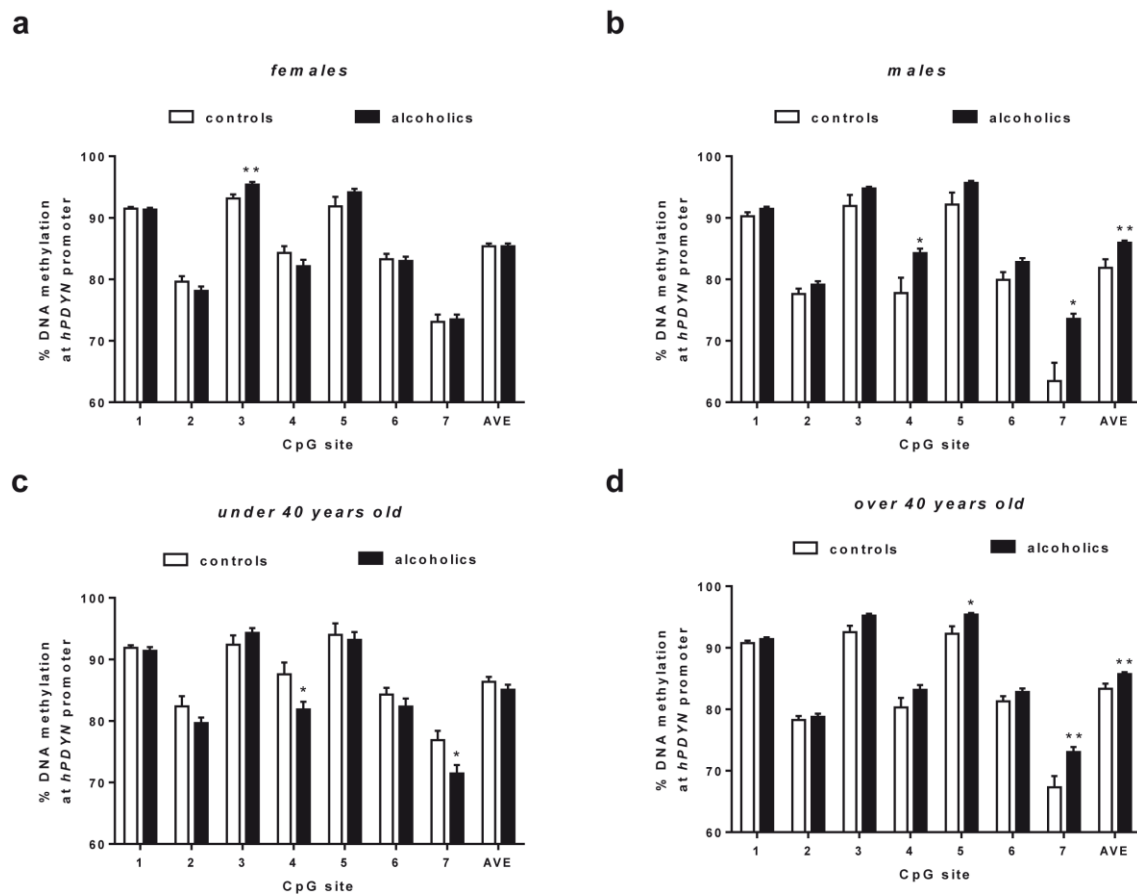 a
females
controls alcoholics
% DNA methylation
at hPDYN promoter
100
90
80
70
60
**
1 2 3 4 5 6 7 AVE
CpG site
b
males
controls alcoholics
% DNA methylation
at hPDYN promoter
100
90
80
70
60
* * **
1 2 3 4 5 6 7 AVE
CpG site
c
under 40 years old
controls alcoholics
% DNA methylation
at hPDYN promoter
100
90
80
70
60
* *
1 2 3 4 5 6 7 AVE
CpG site
d
over 40 years old
controls alcoholics
% DNA methylation
at hPDYN promoter
100
90
80
70
60
* ** **
1 2 3 4 5 6 7 AVE
CpG site